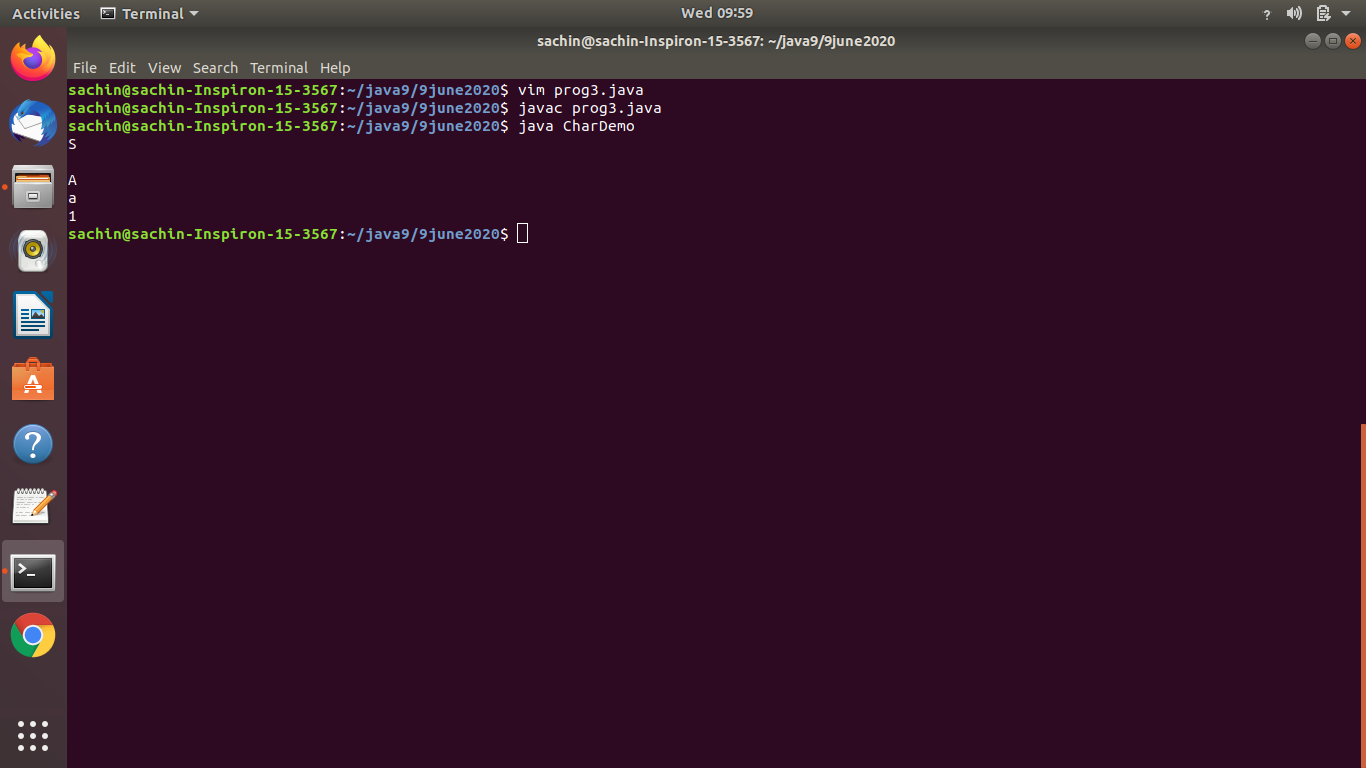 Activities Terminal Wed 09:59 ?
sachin@sachin-Inspiron-15-3567: ~/java9/9june2020
File Edit View Search Terminal Help
sachin@sachin-Inspiron-15-3567:~/java9/9june2020$ vim prog3.java
sachin@sachin-Inspiron-15-3567:~/java9/9june2020$ javac prog3.java
sachin@sachin-Inspiron-15-3567:~/java9/9june2020$ java CharDemo
S

A
a
1
sachin@sachin-Inspiron-15-3567:~/java9/9june2020$